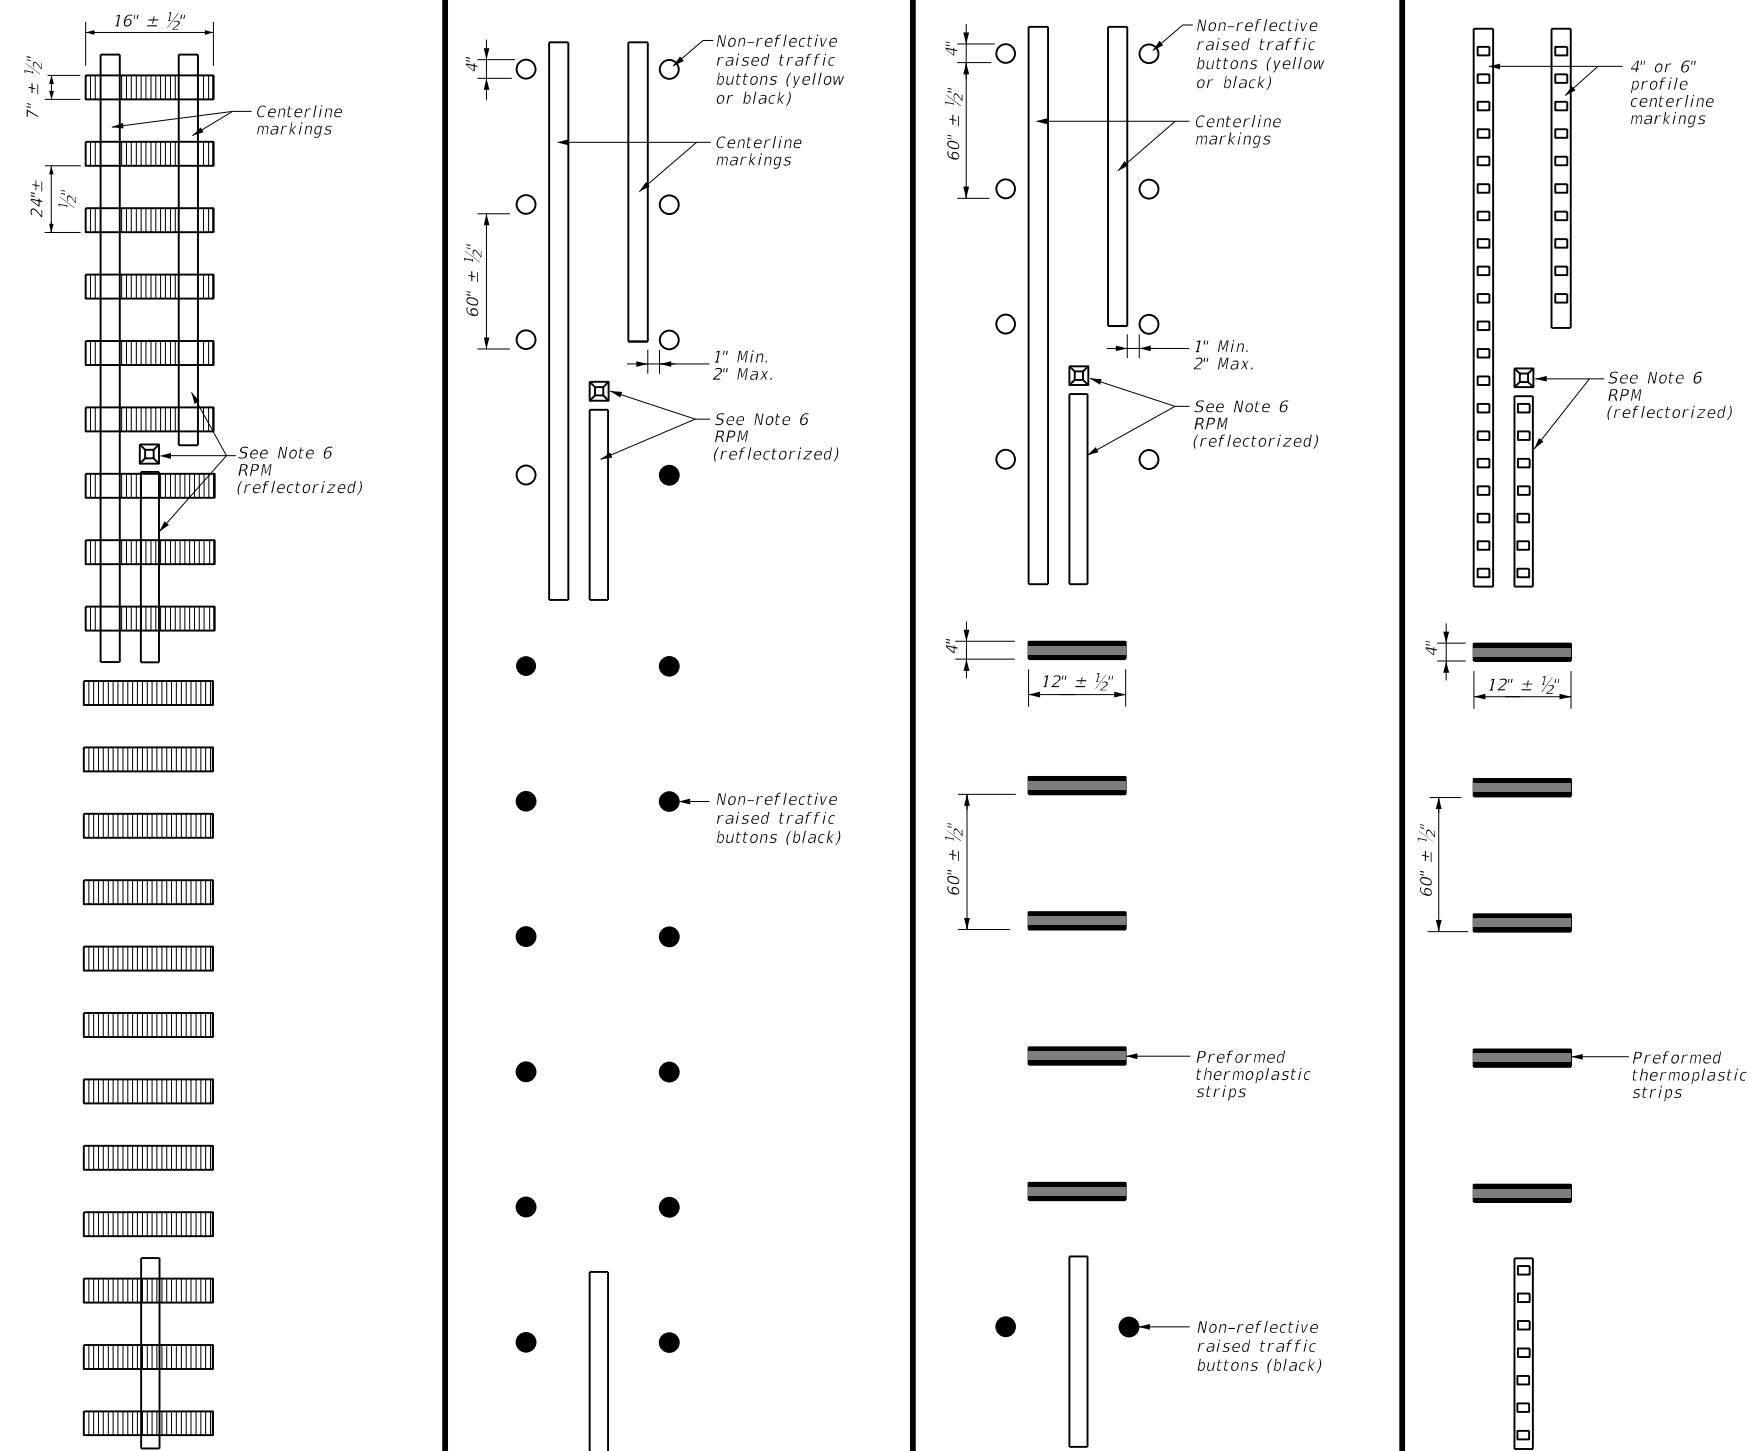 16" ± ½"
7" ± ½"
Centerline
markings
24"±
½"
See Note 6
RPM
(reflectorized)
4"
Non-reflective
raised traffic
buttons (yellow
or black)
Centerline
markings
60" ± ½"
1" Min.
2" Max.
See Note 6
RPM
(reflectorized)
Non-reflective
raised traffic
buttons (black)
4"
Non-reflective
raised traffic
buttons (yellow
or black)
60" ± ½"
Centerline
markings
1" Min.
2" Max.
See Note 6
RPM
(reflectorized)
4"
12" ± ½"
60" ± ½"
Preformed
thermoplastic
strips
Non-reflective
raised traffic
buttons (black)
4" or 6"
profile
centerline
markings
See Note 6
RPM
(reflectorized)
4"
12" ± ½"
60" ± ½"
Preformed
thermoplastic
strips